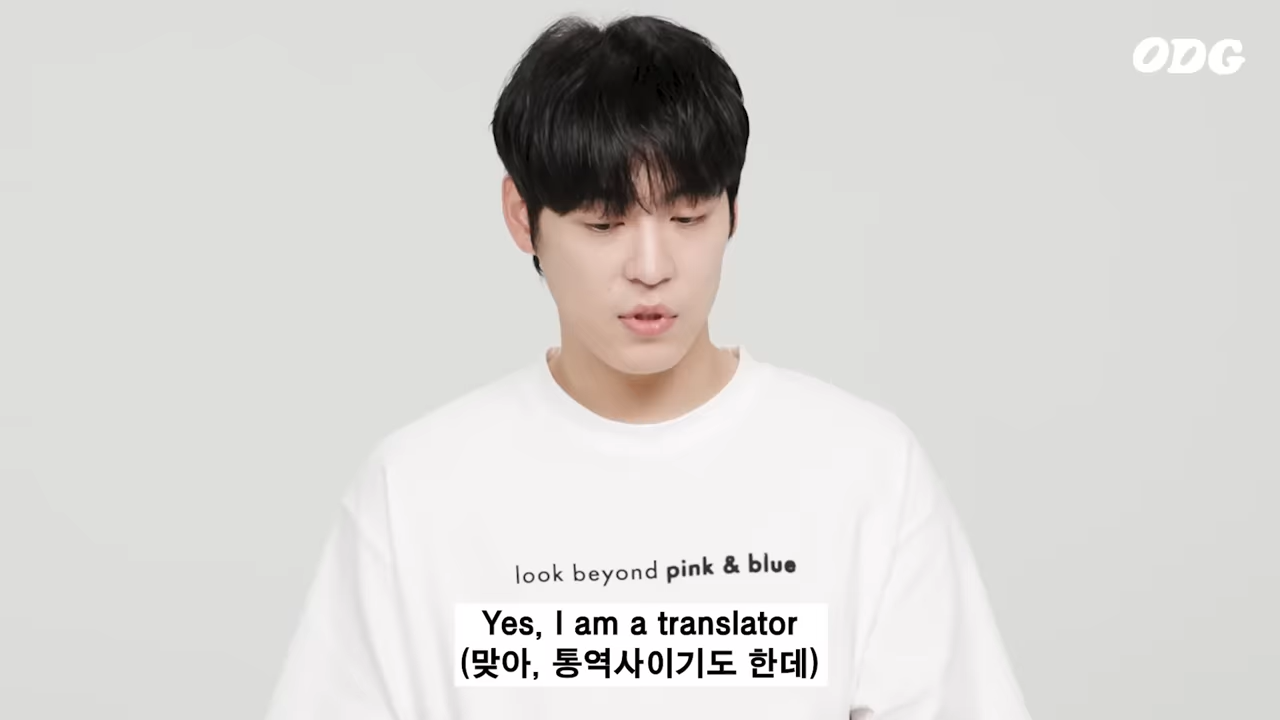 ODG
look beyond pink & blue
Yes, I am a translator
(맞아, 통역사이기도 한데)